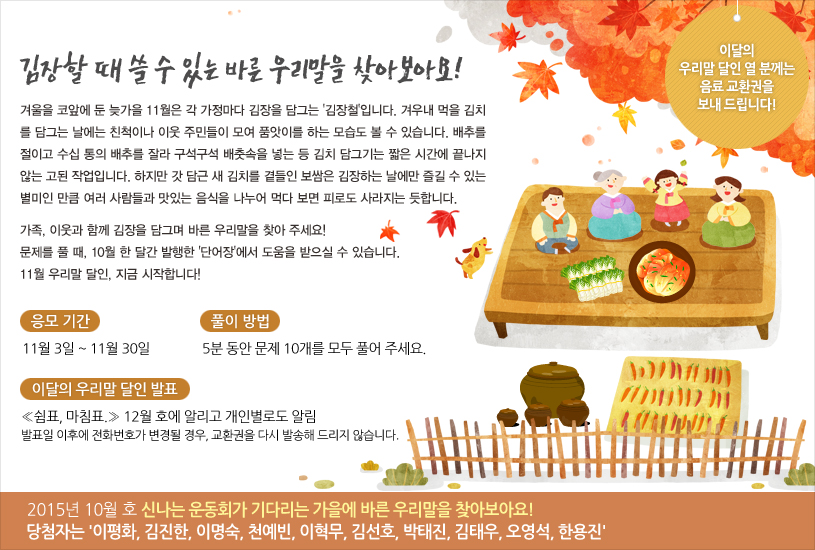 이달의
우리말 달인 열 분께는
음료 교환권을
보내 드립니다!
김장할 때 쓸 수 있는 바른 우리말을 찾아보아요!
겨울을 코앞에 둔 늦가을 11월은 각 가정마다 김장을 담그는 '김장철'입니다. 겨우내 먹을 김치
를 담그는 날에는 친척이나 이웃 주민들이 모여 품앗이를 하는 모습도 볼 수 있습니다. 배추를
절이고 수십 통의 배추를 잘라 구석구석 배춧속을 넣는 등 김치 담그기는 짧은 시간에 끝나지
않는 고된 작업입니다. 하지만 갓 담근 새 김치를 곁들인 보쌈은 김장하는 날에만 즐길 수 있는
별미인 만큼 여러 사람들과 맛있는 음식을 나누어 먹다 보면 피로도 사라지는 듯합니다.
가족, 이웃과 함께 김장을 담그며 바른 우리말을 찾아 주세요!
문제를 풀 때, 10월 한 달간 발행한 '단어장'에서 도움을 받으실 수 있습니다.
11월 우리말 달인, 지금 시작합니다!
응모 기간
11월 3일 ~ 11월 30일
풀이 방법
5분 동안 문제 10개를 모두 풀어 주세요.
이달의 우리말 달인 발표
≪쉼표, 마침표.≫ 12월 호에 알리고 개인별로도 알림
발표일 이후에 전화번호가 변경될 경우, 교환권을 다시 발송해 드리지 않습니다.
2015년 10월 호 신나는 운동회가 기다리는 가을에 바른 우리말을 찾아보아요!
당첨자는 '이평화, 김진한, 이명숙, 천예빈, 이혁무, 김선호, 박태진, 김태우, 오영석, 한용진'